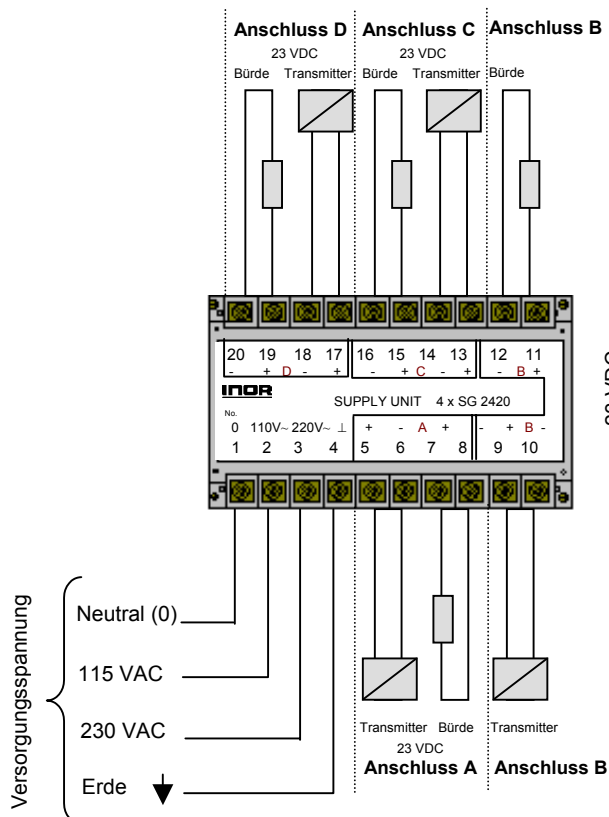 Anschluss D Anschluss C Anschluss B
23 VDC 23 VDC
Bürde Transmitter Bürde Transmitter Bürde
20 19 18 17 16 15 14 13 12 11
- + D - + - + C - + - B +
INOR
SUPPLY UNIT 4 x SG 2420
No.
0 110V~ 220V~ ⊥ + - A + - + B -
1 2 3 4 5 6 7 8 9 10
Versorgungsspannung
Neutral (0)
115 VAC
230 VAC
Erde
Transmitter Bürde Transmitter
23 VDC
Anschluss A Anschluss B